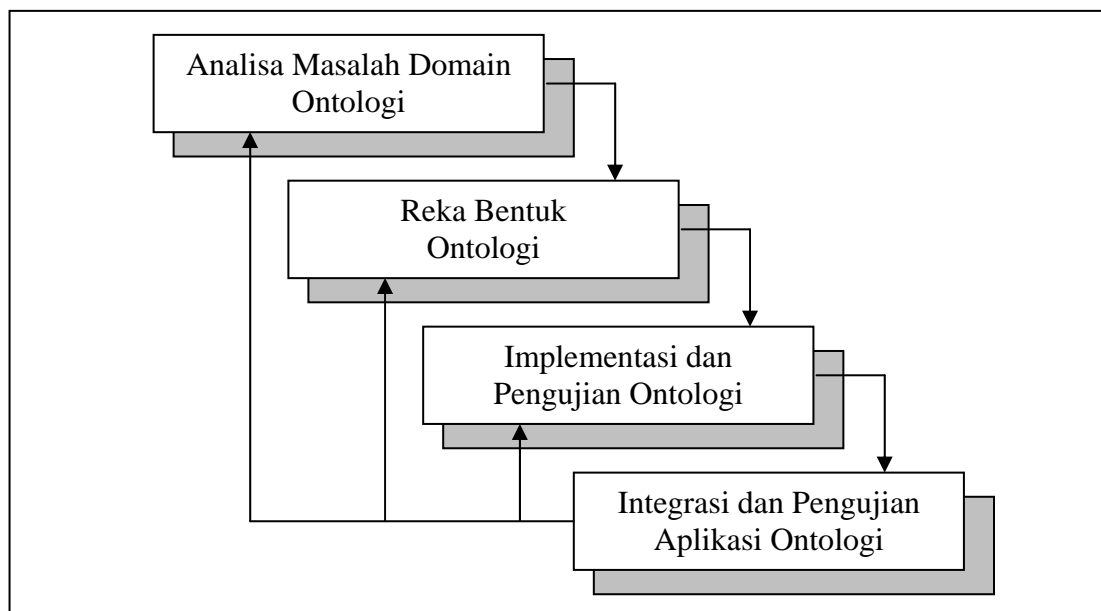 Analisa Masalah Domain
Ontologi
Reka Bentuk
Ontologi
Implementasi dan
Pengujian Ontologi
Integrasi dan Pengujian
Aplikasi Ontologi